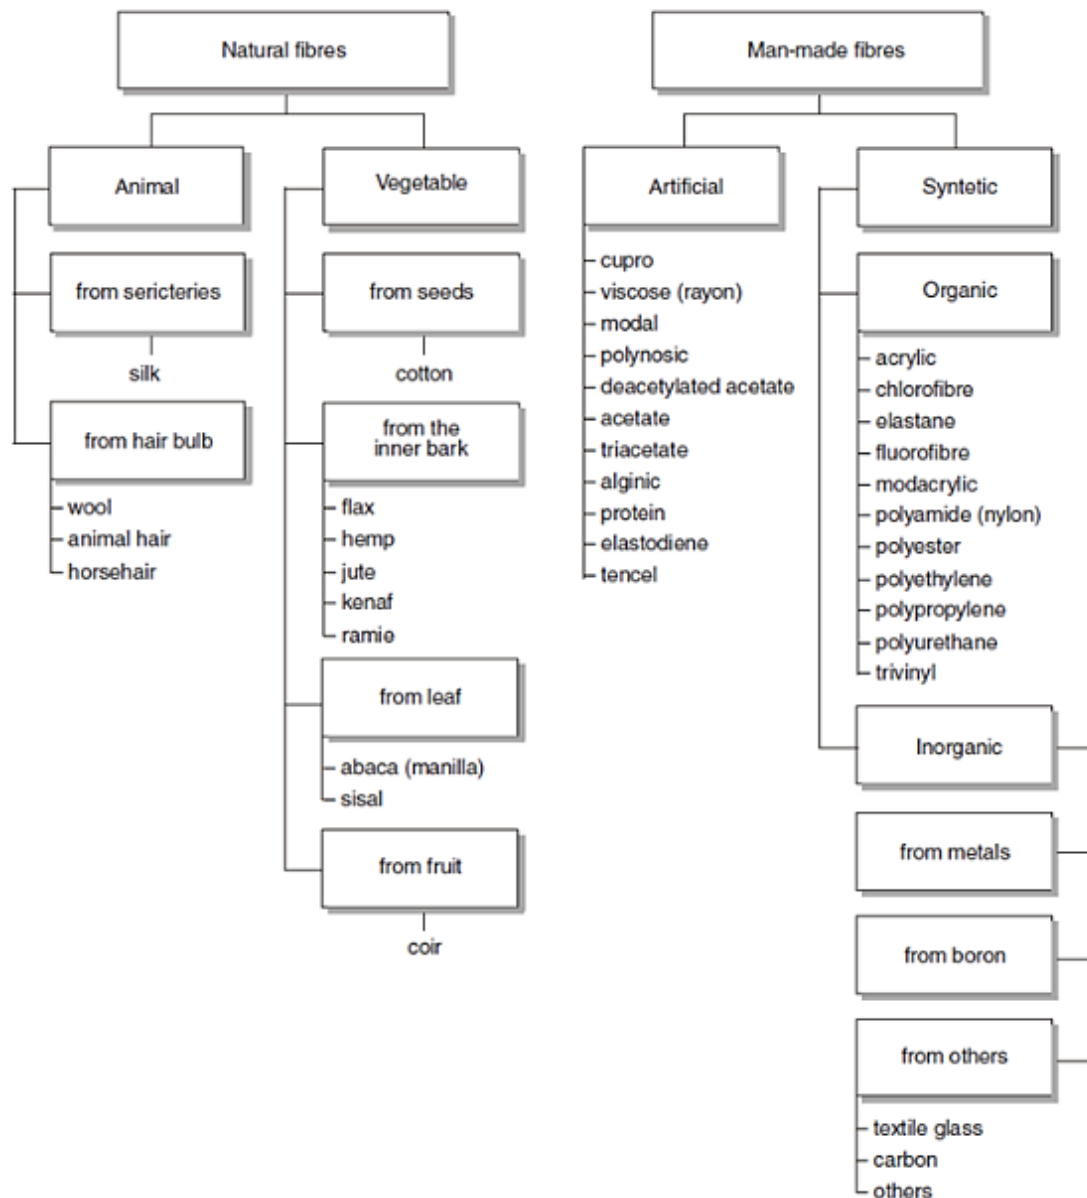 Natural fibres
Animal
from sericteries
silk
from hair bulb
wool
animal hair
horsehair
Vegetable
from seeds
cotton
from the
inner bark
flax
hemp
jute
kenaf
ramie
from leaf
abaca (manilla)
sisal
from fruit
coir
Man-made fibres
Artificial
cupro
viscose (rayon)
modal
polynosic
deacetylated acetate
acetate
triacetate
alginic
protein
elastodiene
tencel
Syntetic
Organic
acrylic
chlorofibre
elastane
fluorofibre
modacrylic
polyamide (nylon)
polyester
polyethylene
polypropylene
polyurethane
trivinyl
Inorganic
from metals
from boron
from others
textile glass
carbon
others